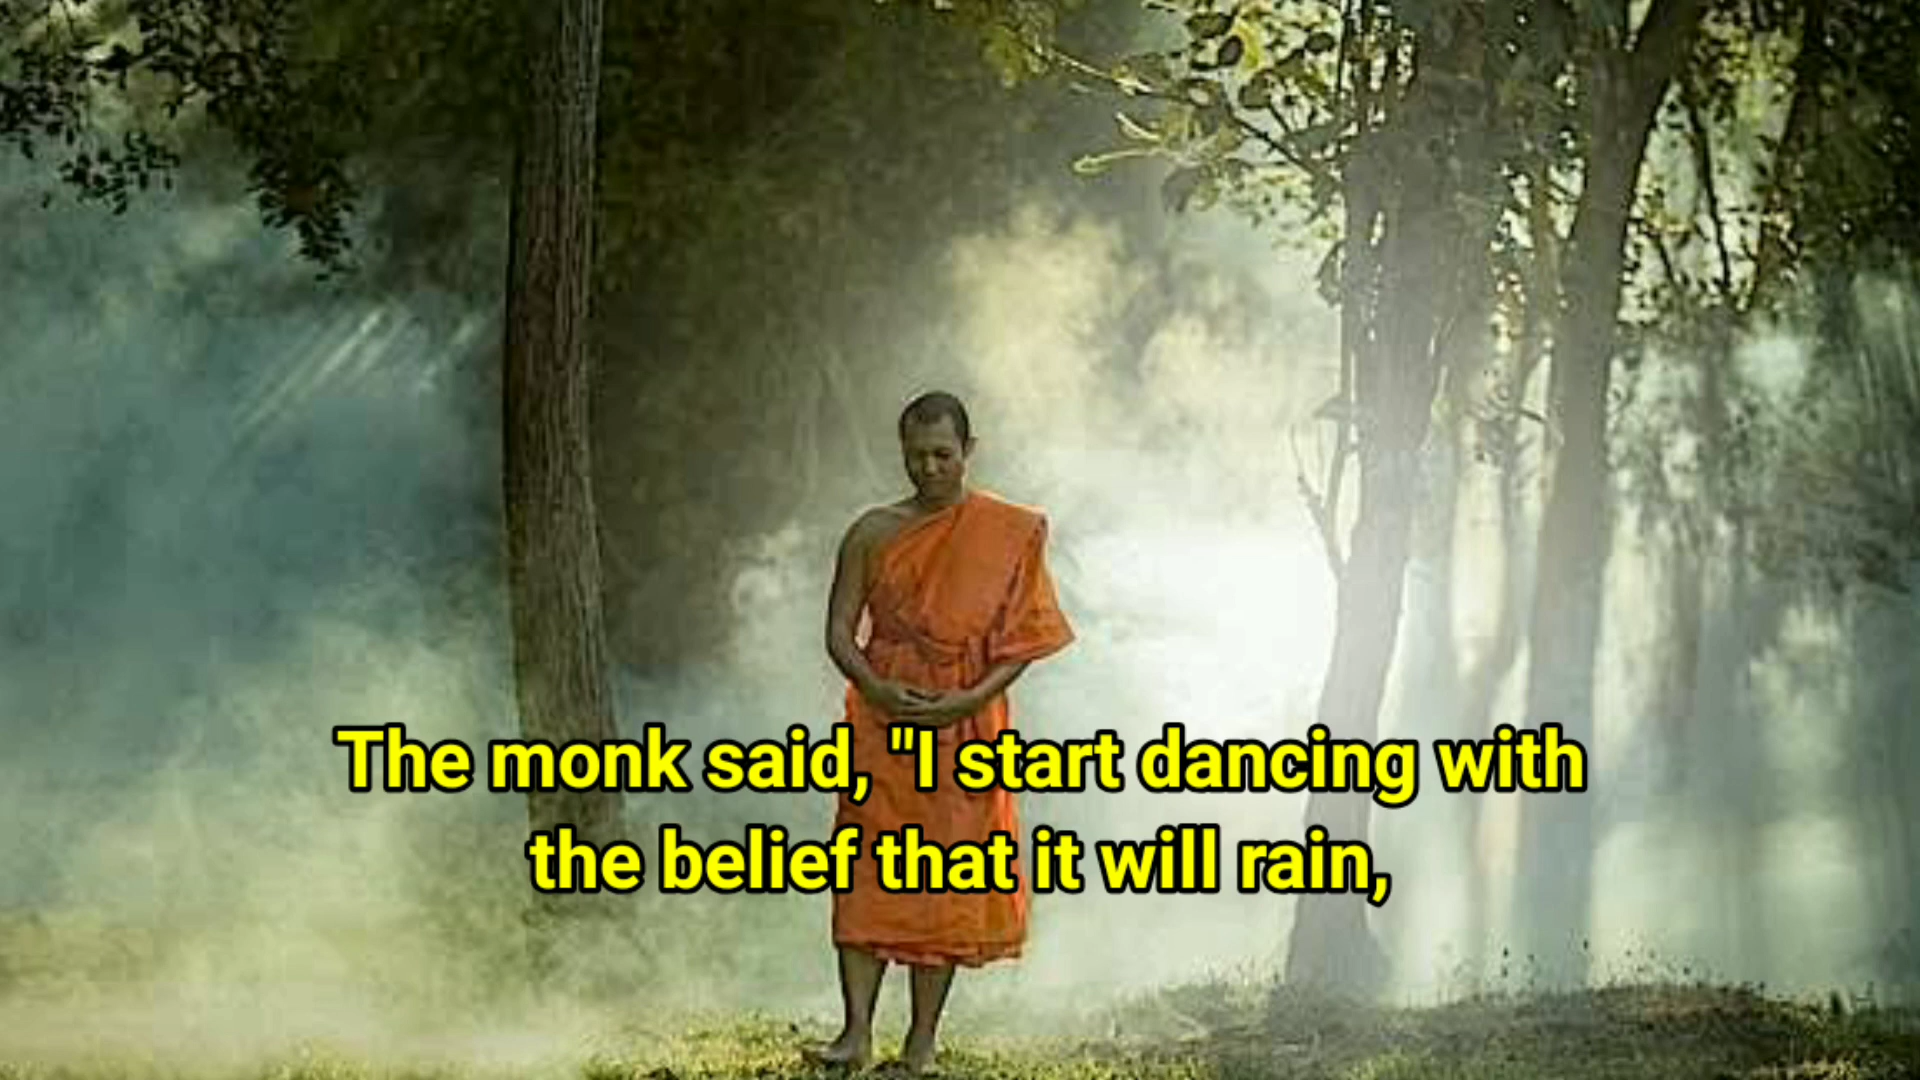 The monk said, "I start dancing with
the belief that it will rain,